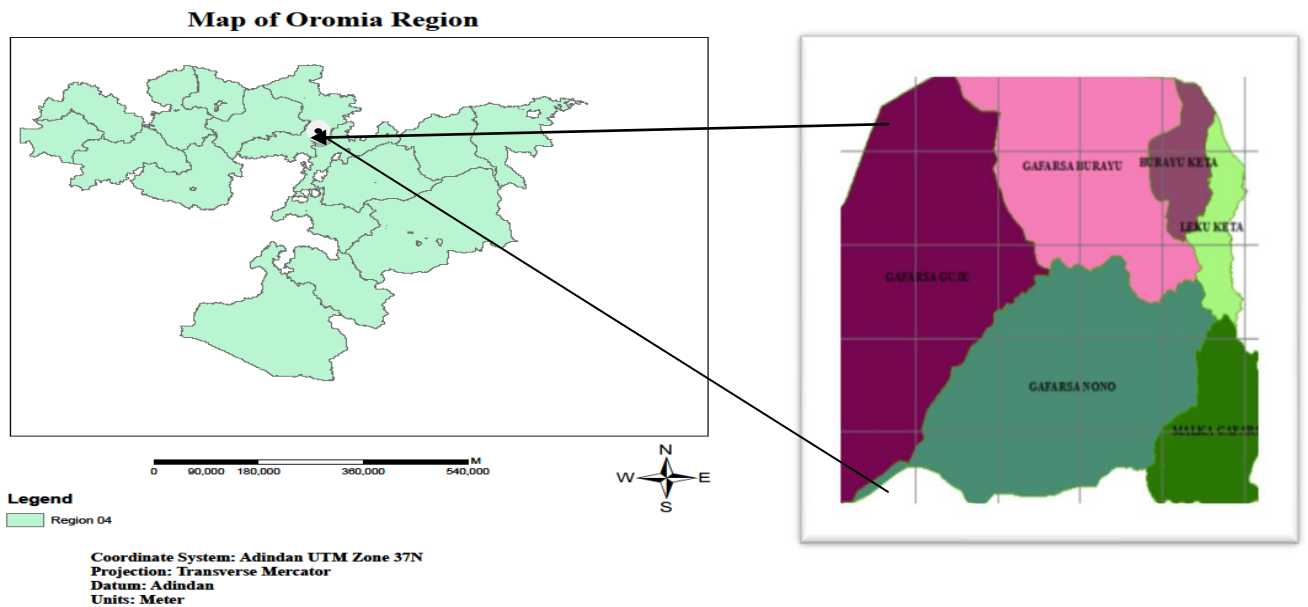 Map of Oromia Region
GAFARSA BURAYU
BURAYU KETA
LEKU KETA
GAFARSA GUJE
GAFARSA NONO
MALKA GAFARS
M
0 90,000 180,000 360,000 540,000
N
W E
S
Legend
Region 04
Coordinate System: Adindan UTM Zone 37N
Projection: Transverse Mercator
Datum: Adindan
Units: Meter